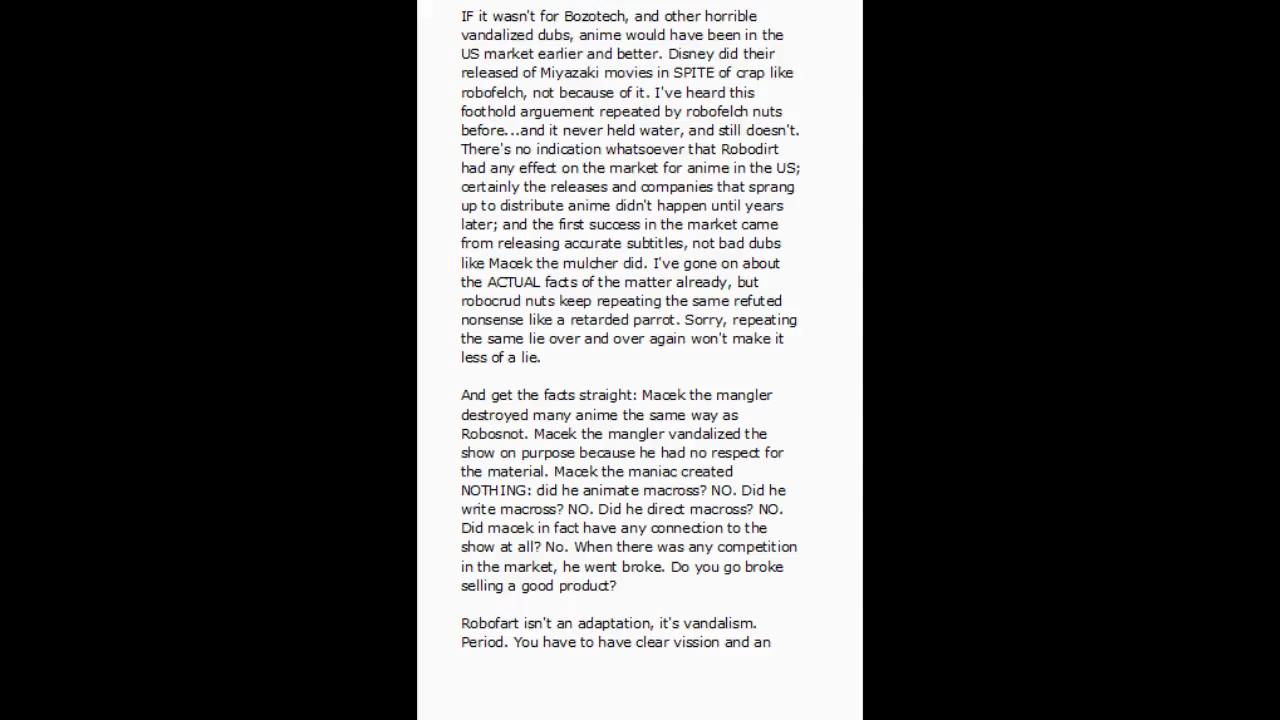 IF it wasn't for Bozotech, and other horrible
vandalized dubs, anime would have been in the
US market earlier and better. Disney did their
released of Miyazaki movies in SPITE of crap like
robofelch, not because of it. I've heard this
foothold arguement repeated by robofelch nuts
before...and it never held water, and still doesn't.
There's no indication whatsoever that Robodirt
had any effect on the market for anime in the US;
certainly the releases and companies that sprang
up to distribute anime didn't happen until years
later; and the first success in the market came
from releasing accurate subtitles, not bad dubs
like Macek the mulcher did. I've gone on about
the ACTUAL facts of the matter already, but
robocrud nuts keep repeating the same refuted
nonsense like a retarded parrot. Sorry, repeating
the same lie over and over again won't make it
less of a lie.

And get the facts straight: Macek the mangler
destroyed many anime the same way as
Robosnot. Macek the mangler vandalized the
show on purpose because he had no respect for
the material. Macek the maniac created
NOTHING: did he animate macross? NO. Did he
write macross? NO. Did he direct macross? NO.
Did macek in fact have any connection to the
show at all? No. When there was any competition
in the market, he went broke. Do you go broke
selling a good product?

Robofart isn't an adaptation, it's vandalism.
Period. You have to have clear vission and an